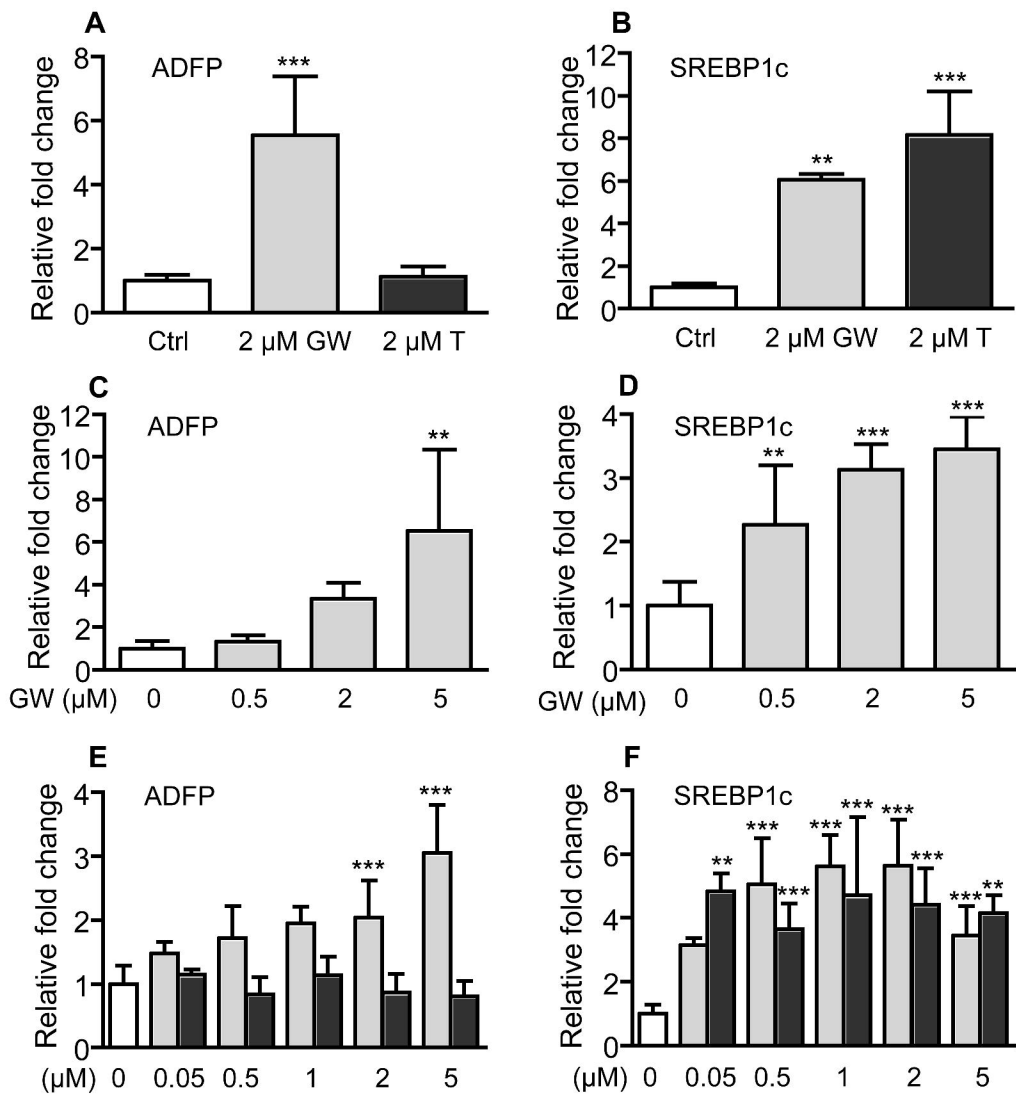 A
ADFP
Relative fold change
8
6
4
2
0
***
Ctrl 2 µM GW 2 µM T
B
SREBP1c
Relative fold change
12
10
8
6
4
2
0
**
***
Ctrl 2 µM GW 2 µM T
C
ADFP
Relative fold change
12
10
8
6
4
2
0
**
GW (µM) 0 0.5 2 5
D
SREBP1c
Relative fold change
4
3
2
1
0
**
***
***
GW (µM) 0 0.5 2 5
E
ADFP
Relative fold change
4
3
2
1
0
***
***
(µM) 0 0.05 0.5 1 2 5
F
SREBP1c
Relative fold change
8
6
4
2
0
**
***
***
***
***
***
***
***
**
(µM) 0 0.05 0.5 1 2 5